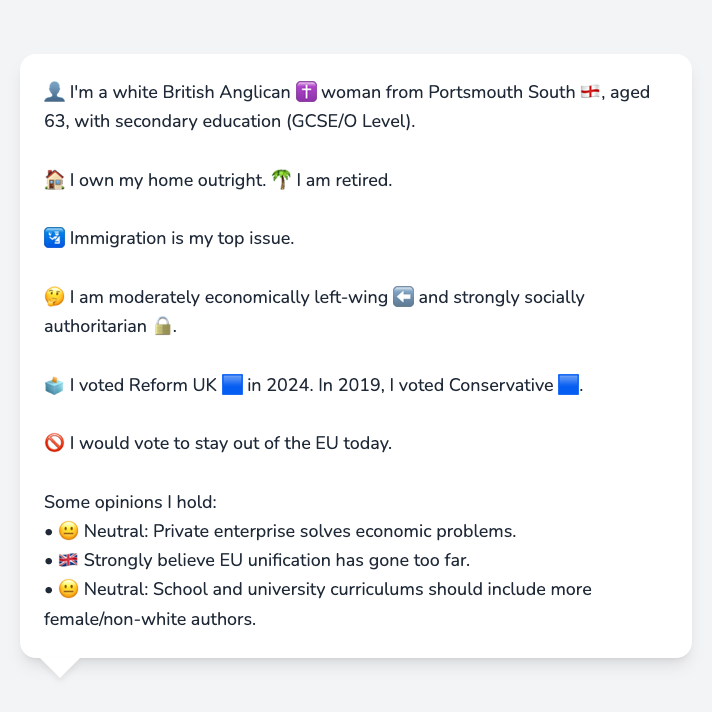 👤 I'm a white British Anglican ✝️ woman from Portsmouth South 🏴󠁧󠁢󠁥󠁮󠁧󠁿, aged
63, with secondary education (GCSE/O Level).
🏠 I own my home outright. 🌴 I am retired.
🛂 Immigration is my top issue.
🤔 I am moderately economically left-wing ⬅️ and strongly socially
authoritarian 🔒.
🗳️ I voted Reform UK 🟦 in 2024. In 2019, I voted Conservative 🟦.
🚫 I would vote to stay out of the EU today.
Some opinions I hold:
• 😐 Neutral: Private enterprise solves economic problems.
• 🇬🇧 Strongly believe EU unification has gone too far.
• 😐 Neutral: School and university curriculums should include more
female/non-white authors.